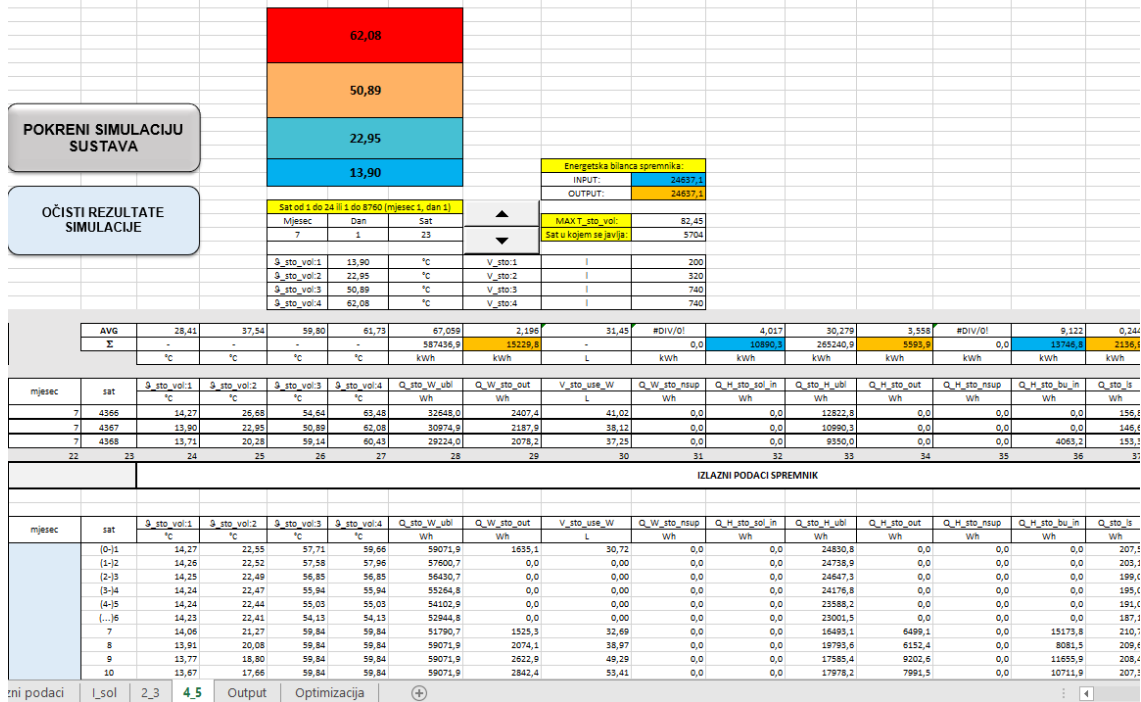 62,08
50,89
POKRENI SIMULACIJU
SUSTAVA
22,95
13,90
Energetska bilanca spremnika:
INPUT: 24637,1
OUTPUT: 24637,1
OČISTI REZULTATE
SIMULACIJE
Sat od 1 do 24 ili 1 do 8760 (mjesec 1, dan 1)
Mjesec Dan Sat MAX T_sto_vol: 82,45
7 1 23 Sat u kojem se javlja: 5704
ϑ_sto_vol:1 13,90 °C V_sto:1 l 200
ϑ_sto_vol:2 22,95 °C V_sto:2 l 320
ϑ_sto_vol:3 50,89 °C V_sto:3 l 740
ϑ_sto_vol:4 62,08 °C V_sto:4 l 740
AVG 28,41 37,54 59,80 61,73 67,059 2,196 31,45 #DIV/0! 4,017 30,279 3,558 #DIV/0! 9,122 0,244
Σ - - - - 587436,9 15229,8 - 0,0 10890,3 265240,9 5593,9 0,0 13746,8 2136,9
°C °C °C °C kWh kWh L kWh kWh kWh kWh kWh kWh kWh
mjesec sat ϑ_sto_vol:1 ϑ_sto_vol:2 ϑ_sto_vol:3 ϑ_sto_vol:4 Q_sto_W_ubl Q_W_sto_out V_sto_use_W Q_W_sto_nsup Q_H_sto_sol_in Q_sto_H_ubl Q_H_sto_out Q_H_sto_nsup Q_H_sto_bu_in Q_sto_ls
°C °C °C °C Wh Wh L Wh Wh Wh Wh Wh Wh Wh
7 4366 14,27 26,68 54,64 63,48 32648,0 2407,4 41,02 0,0 0,0 12822,8 0,0 0,0 0,0 156,8
7 4367 13,90 22,95 50,89 62,08 30974,9 2187,9 38,12 0,0 0,0 10990,3 0,0 0,0 0,0 146,6
7 4368 13,71 20,28 59,14 60,43 29224,0 2078,2 37,25 0,0 0,0 9350,0 0,0 0,0 4063,2 153,3
22 23 24 25 26 27 28 29 30 31 32 33 34 35 36 37
IZLAZNI PODACI SPREMNIK
mjesec sat ϑ_sto_vol:1 ϑ_sto_vol:2 ϑ_sto_vol:3 ϑ_sto_vol:4 Q_sto_W_ubl Q_W_sto_out V_sto_use_W Q_W_sto_nsup Q_H_sto_sol_in Q_sto_H_ubl Q_H_sto_out Q_H_sto_nsup Q_H_sto_bu_in Q_sto_ls
°C °C °C °C Wh Wh L Wh Wh Wh Wh Wh Wh Wh
(0-)1 14,27 22,55 57,71 59,66 59071,9 1635,1 30,72 0,0 0,0 24830,8 0,0 0,0 0,0 207,5
(1-)2 14,26 22,52 57,58 57,96 57600,7 0,0 0,00 0,0 0,0 24738,9 0,0 0,0 0,0 203,1
(2-)3 14,25 22,49 56,85 56,85 56430,7 0,0 0,00 0,0 0,0 24647,3 0,0 0,0 0,0 199,0
(3-)4 14,24 22,47 55,94 55,94 55264,8 0,0 0,00 0,0 0,0 24176,8 0,0 0,0 0,0 195,0
(4-)5 14,24 22,44 55,03 55,03 54102,9 0,0 0,00 0,0 0,0 23588,2 0,0 0,0 0,0 191,0
(...)6 14,23 22,41 54,13 54,13 52944,8 0,0 0,00 0,0 0,0 23001,5 0,0 0,0 0,0 187,1
7 14,06 21,27 59,84 59,84 51790,7 1525,3 32,69 0,0 0,0 16493,1 6499,1 0,0 15173,8 210,7
8 13,91 20,08 59,84 59,84 59071,9 2074,1 38,97 0,0 0,0 19793,6 6152,4 0,0 8081,5 209,6
9 13,77 18,80 59,84 59,84 59071,9 2622,9 49,29 0,0 0,0 17585,4 9202,6 0,0 11655,9 208,4
10 13,67 17,66 59,84 59,84 59071,9 2842,4 53,41 0,0 0,0 17978,2 7991,5 0,0 10711,9 207,3
zni podaci I_sol 2_3 4_5 Output Optimizacija